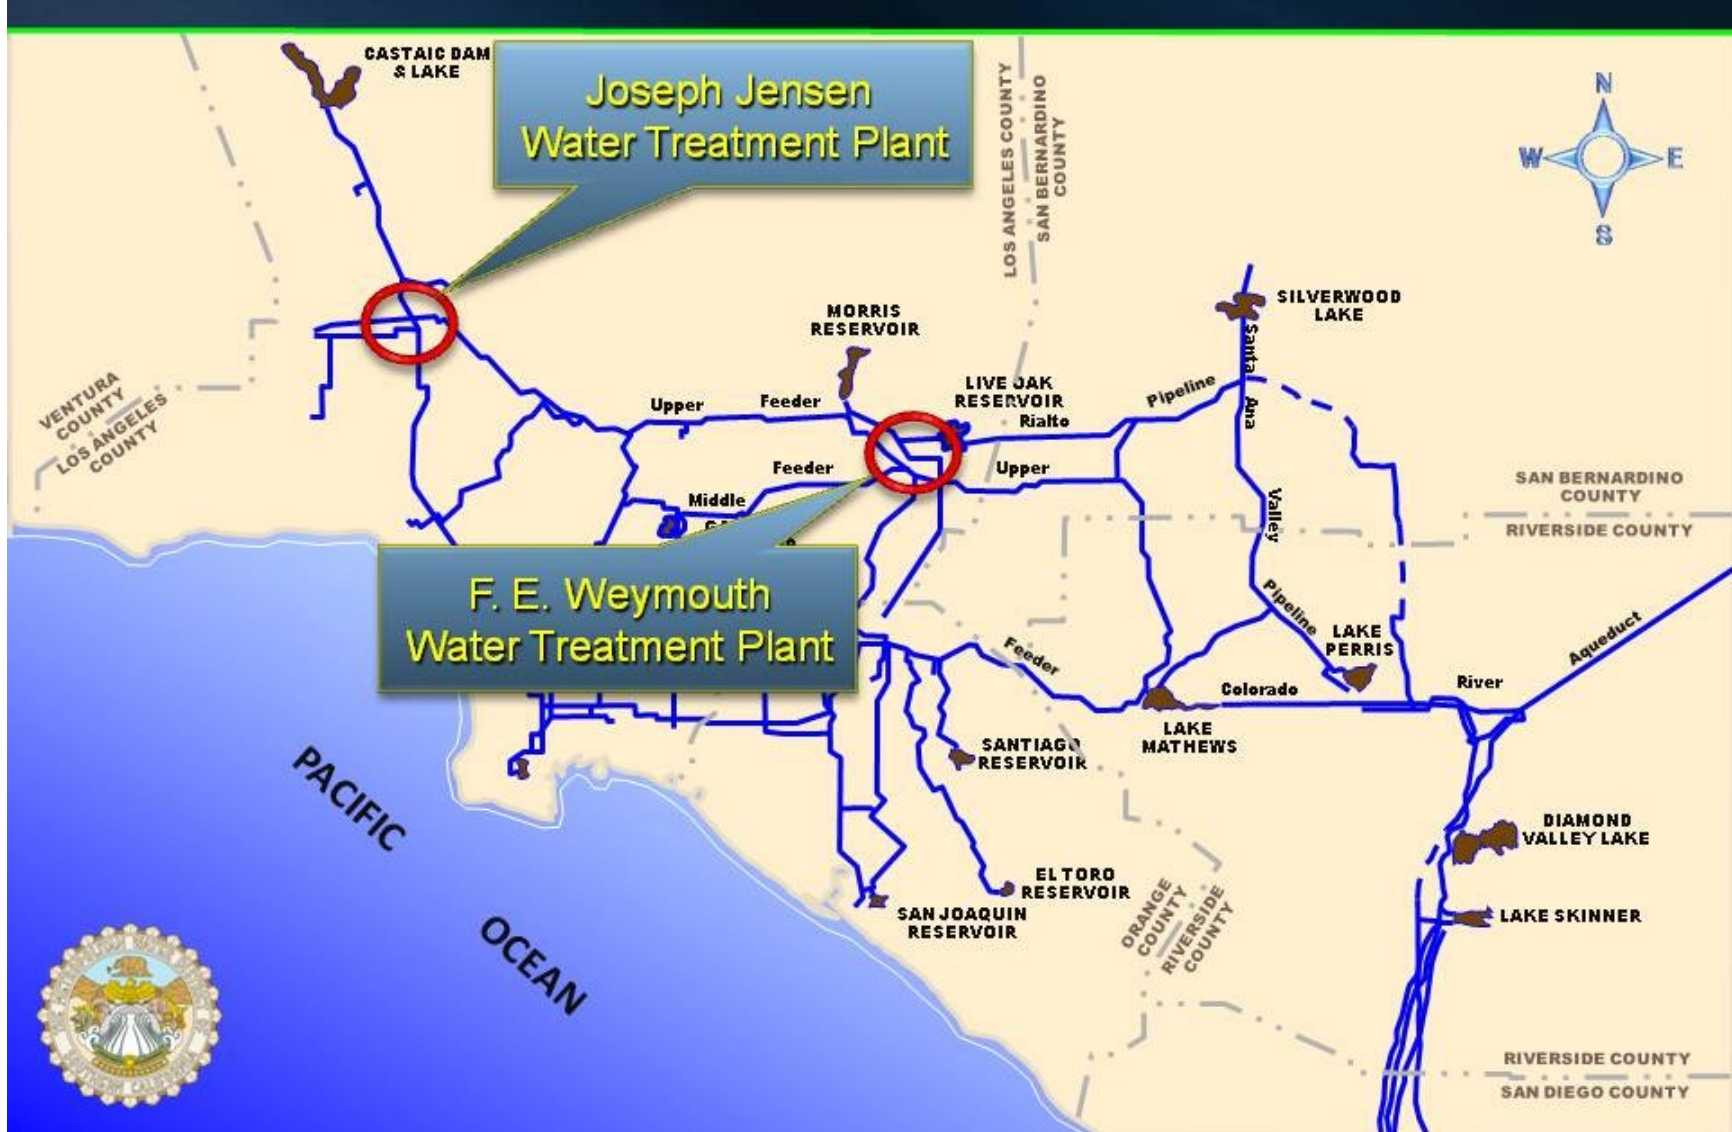 CASTAIC DAM
& LAKE
Joseph Jensen
Water Treatment Plant
LOS ANGELES COUNTY
SAN BERNARDINO
COUNTY
N
W
E
S
SILVERWOOD
LAKE
MORRIS
RESERVOIR
LIVE OAK
RESERVOIR
Rialto
Pipeline
Santa
Ana
Valley
Pipeline
VENTURA
COUNTY
LOS ANGELES
COUNTY
Upper
Feeder
Feeder
Middle
Upper
SAN BERNARDINO
COUNTY
RIVERSIDE COUNTY
F. E. Weymouth
Water Treatment Plant
Feeder
LAKE
PERRIS
Aqueduct
Colorado
River
LAKE
MATHEWS
SANTIAGO
RESERVOIR
PACIFIC
OCEAN
DIAMOND
VALLEY LAKE
EL TORO
RESERVOIR
SAN JOAQUIN
RESERVOIR
ORANGE
COUNTY
RIVERSIDE
COUNTY
LAKE SKINNER
RIVERSIDE COUNTY
SAN DIEGO COUNTY